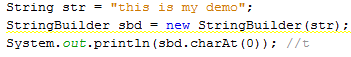 String str = "this is my demo";
StringBuilder sbd = new StringBuilder(str);
System.out.println(sbd.charAt(0)); //t